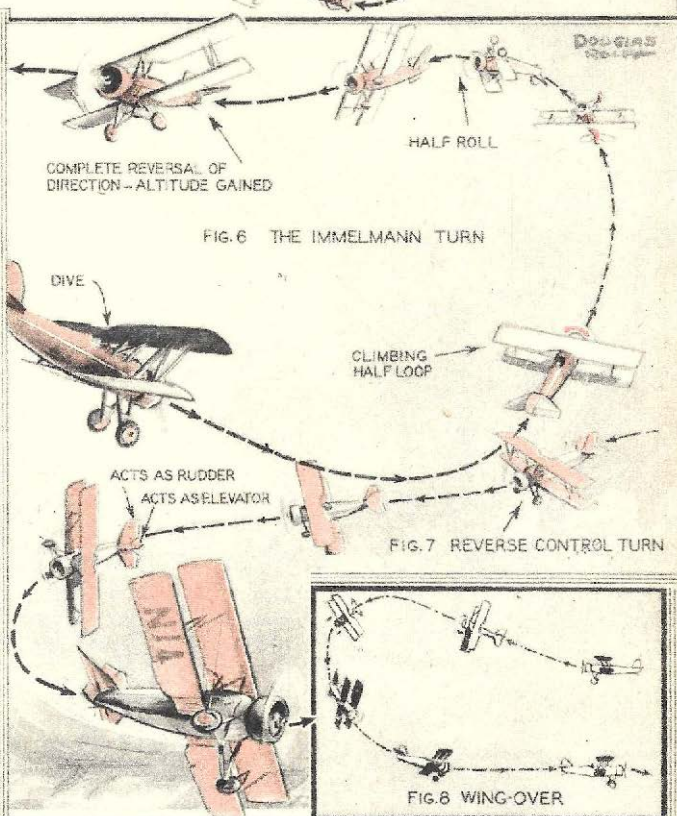 DOUGLAS
COMPLETE REVERSAL OF
DIRECTION – ALTITUDE GAINED
HALF ROLL
FIG. 6 THE IMMELMANN TURN
DIVE
CLIMBING
HALF LOOP
ACTS AS RUDDER
ACTS AS ELEVATOR
FIG. 7 REVERSE CONTROL TURN
N14
FIG. 8 WING-OVER